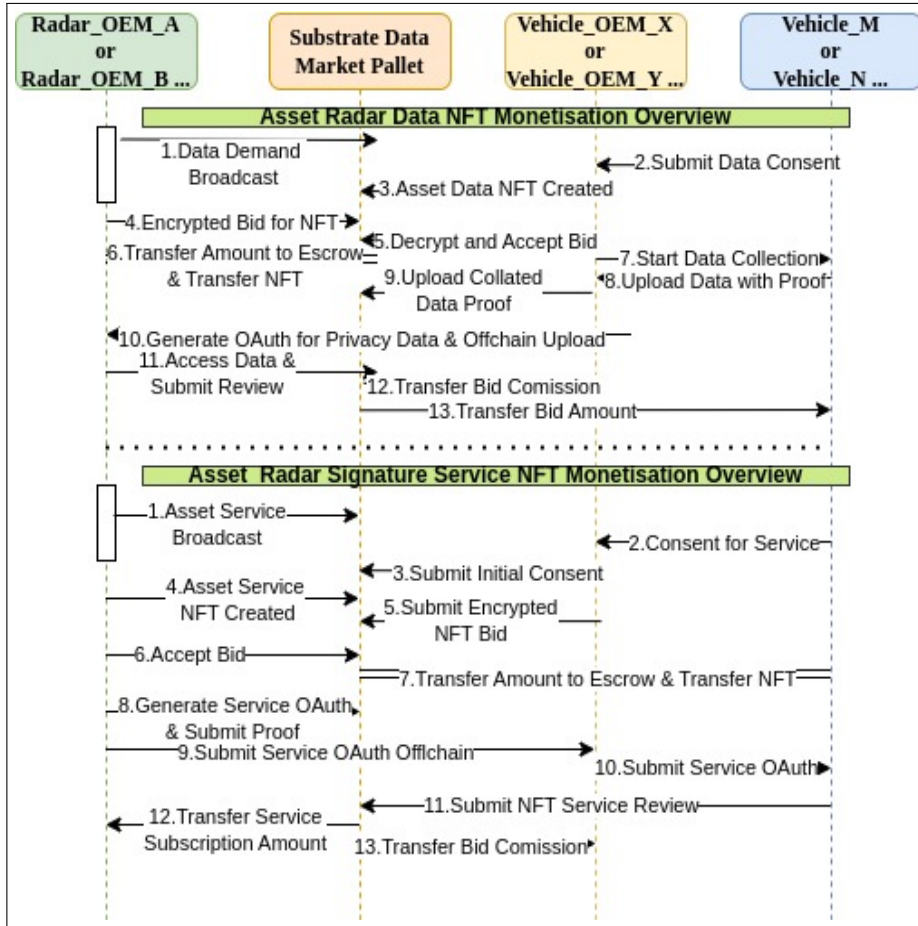 Radar_OEM_A
or
Radar_OEM_B ...
Substrate Data
Market Pallet
Vehicle_OEM_X
or
Vehicle_OEM_Y ...
Vehicle_M
or
Vehicle_N ...
Asset Radar Data NFT Monetisation Overview
1.Data Demand
Broadcast
2.Submit Data Consent
3.Asset Data NFT Created
4.Encrypted Bid for NFT
5.Decrypt and Accept Bid
6.Transfer Amount to Escrow
& Transfer NFT
7.Start Data Collection
8.Upload Data with Proof
9.Upload Collated
Data Proof
10.Generate OAuth for Privacy Data & Offchain Upload
11.Access Data &
Submit Review
12.Transfer Bid Comission
13.Transfer Bid Amount
Asset Radar Signature Service NFT Monetisation Overview
1.Asset Service
Broadcast
2.Consent for Service
3.Submit Initial Consent
4.Asset Service
NFT Created
5.Submit Encrypted
NFT Bid
6.Accept Bid
7.Transfer Amount to Escrow & Transfer NFT
8.Generate Service OAuth
& Submit Proof
9.Submit Service OAuth Offlchain
10.Submit Service OAuth
11.Submit NFT Service Review
12.Transfer Service
Subscription Amount
13.Transfer Bid Comission